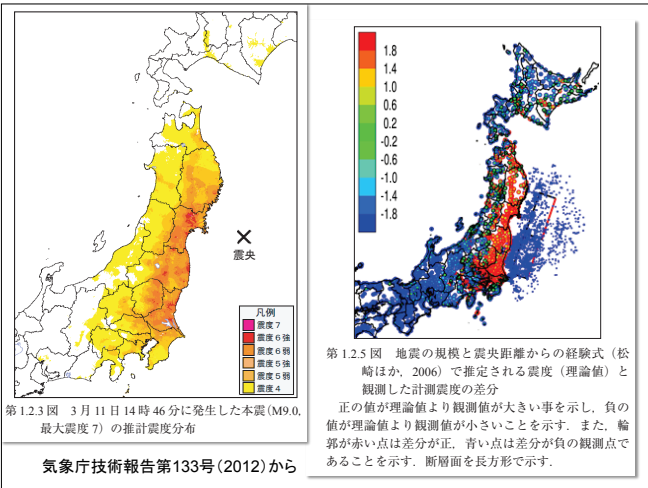 震央
凡例
震度７
震度６強
震度６弱
震度５強
震度５弱
震度４
第 1.2.3 図　3 月 11 日 14 時 46 分に発生した本震（M9.0,
最大震度 7）の推計震度分布
気象庁技術報告第133号（2012）から
1.8
1.4
1.0
0.6
0.2
-0.2
-0.6
-1.0
-1.4
-1.8
第 1.2.5 図　地震の規模と震央距離からの経験式（松
崎ほか，2006）で推定される震度（理論値）と
観測した計測震度の差分
正の値が理論値より観測値が大きい事を示し，負の
値が理論値より観測値が小さいことを示す．また，輪
郭が赤い点は差分が正，青い点は差分が負の観測点で
あることを示す．断層面を長方形で示す．